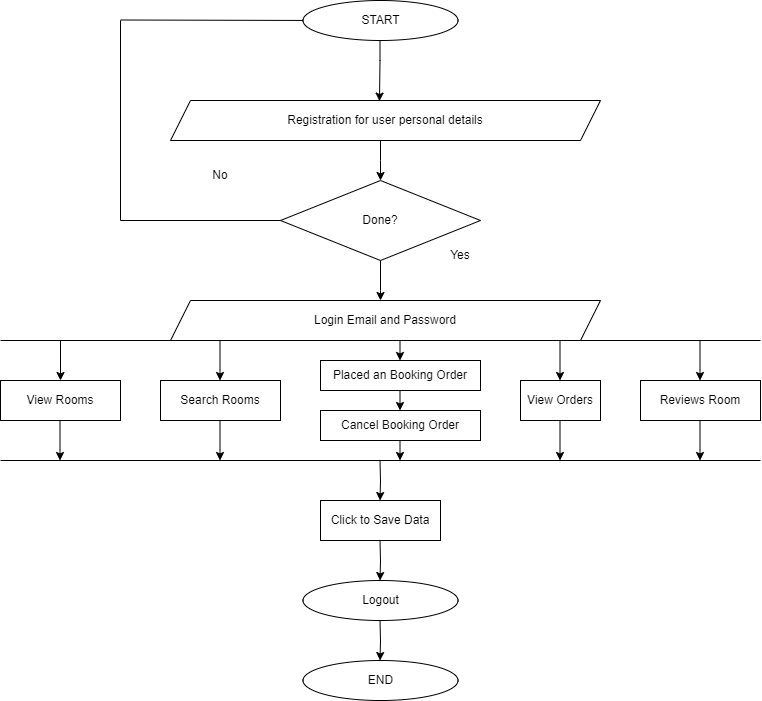 START
Registration for user personal details
No
Done?
Yes
Login Email and Password
Placed an Booking Order
View Rooms
Search Rooms
View Orders
Reviews Room
Cancel Booking Order
Click to Save Data
Logout
END